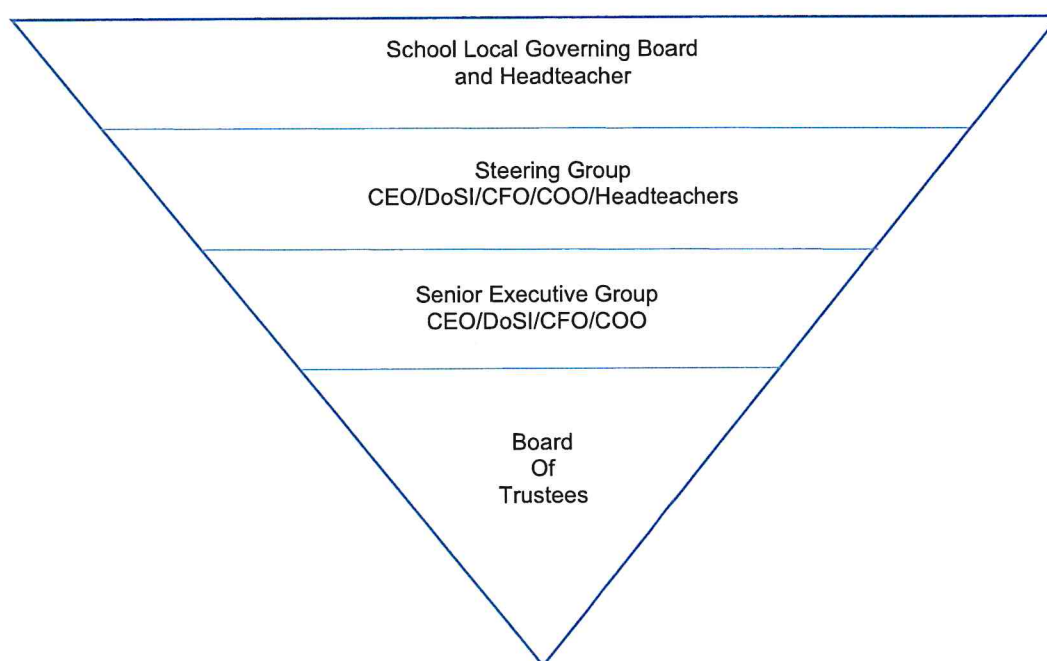 School Local Governing Board
and Headteacher
Steering Group
CEO/DoSI/CFO/COO/Headteachers
Senior Executive Group
CEO/DoSI/CFO/COO
Board
Of
Trustees